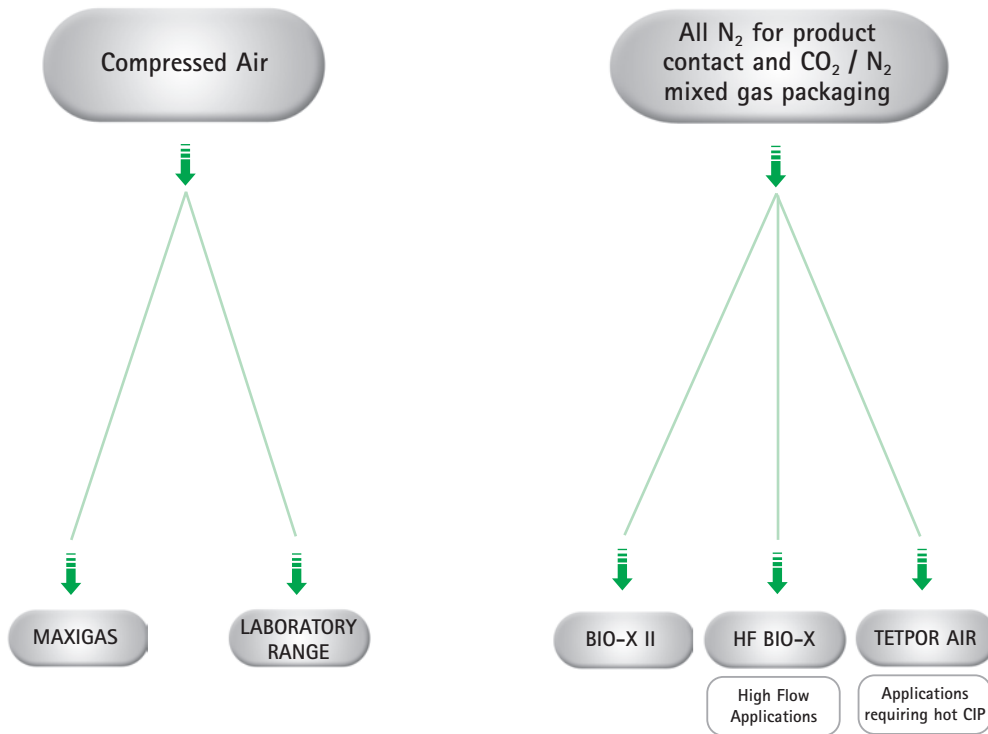 Compressed Air
All N₂ for product
contact and CO₂ / N₂
mixed gas packaging
MAXIGAS
LABORATORY
RANGE
BIO-X II
HF BIO-X
TETPOR AIR
High Flow
Applications
Applications
requiring hot CIP